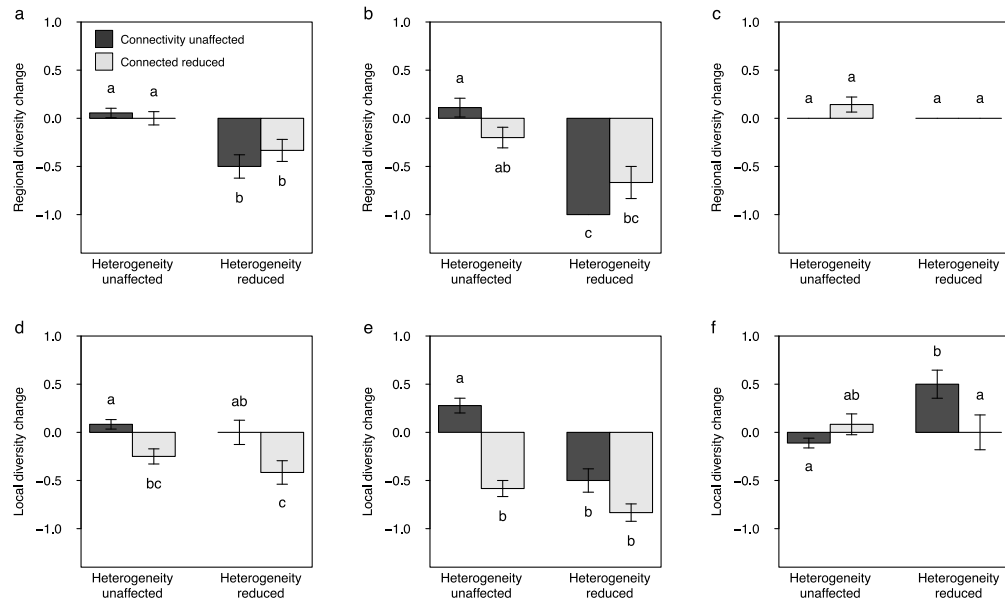 a
Regional diversity change
1.0
0.5
0.0
−0.5
−1.0
Connectivity unaffected
Connected reduced
a
a
b
b
Heterogeneity
unaffected
Heterogeneity
reduced
b
Regional diversity change
1.0
0.5
0.0
−0.5
−1.0
a
ab
c
bc
Heterogeneity
unaffected
Heterogeneity
reduced
c
Regional diversity change
1.0
0.5
0.0
−0.5
−1.0
a
a
a
a
Heterogeneity
unaffected
Heterogeneity
reduced
d
Local diversity change
1.0
0.5
0.0
−0.5
−1.0
a
bc
ab
c
Heterogeneity
unaffected
Heterogeneity
reduced
e
Local diversity change
1.0
0.5
0.0
−0.5
−1.0
a
b
b
b
Heterogeneity
unaffected
Heterogeneity
reduced
f
Local diversity change
1.0
0.5
0.0
−0.5
−1.0
a
ab
b
a
Heterogeneity
unaffected
Heterogeneity
reduced